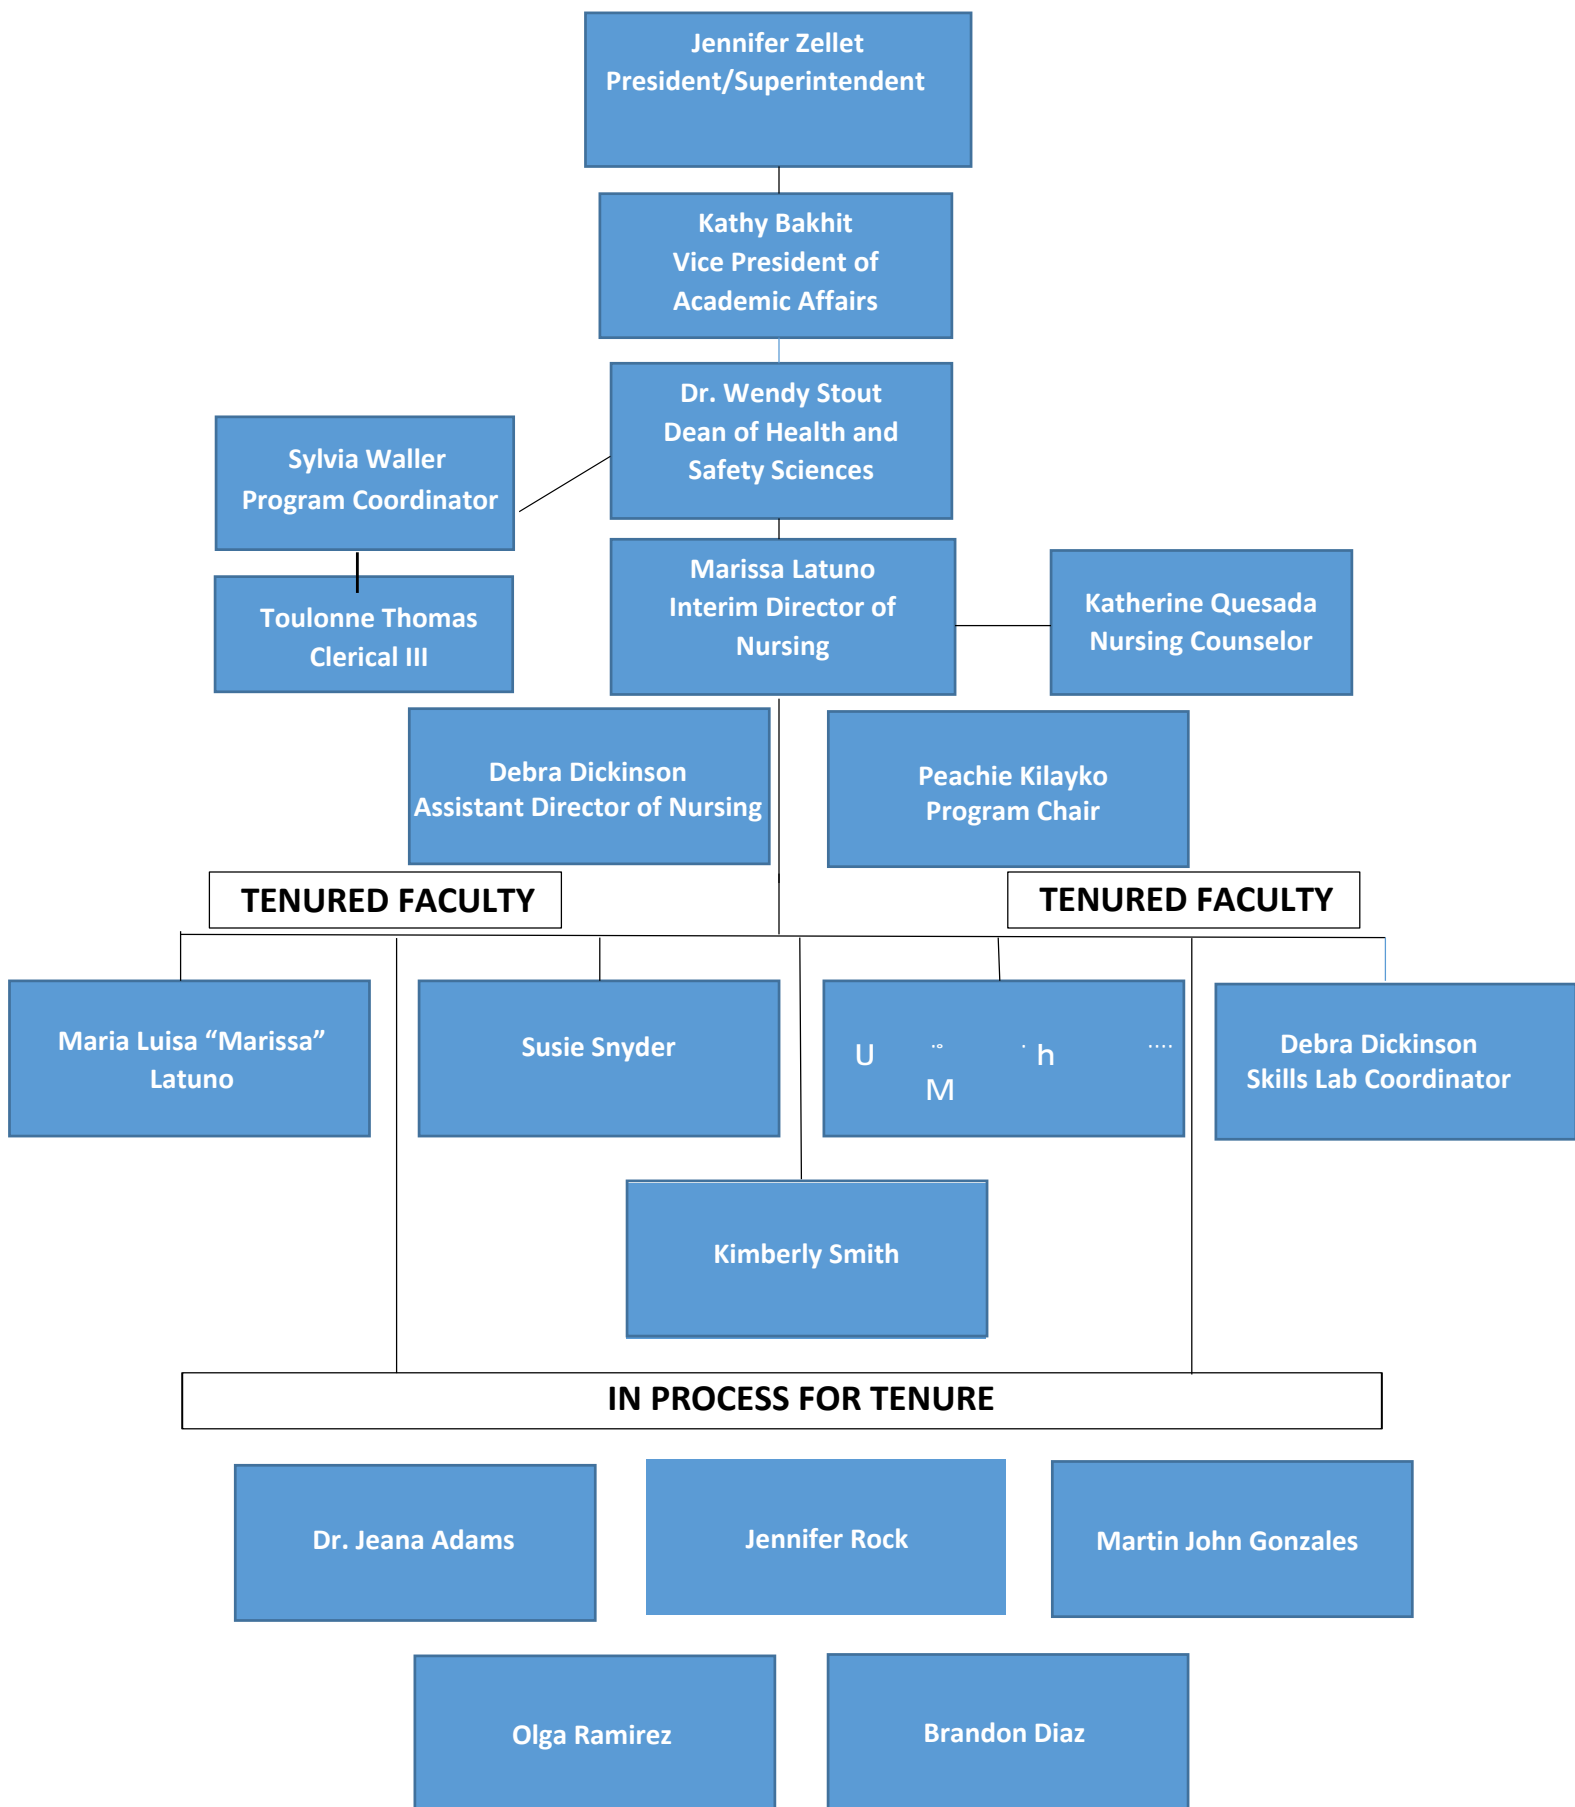 Jennifer Zellet
President/Superintendent
Kathy Bakhit
Vice President of
Academic Affairs
Dr. Wendy Stout
Dean of Health and
Safety Sciences
Sylvia Waller
Program Coordinator
Toulonne Thomas
Clerical III
Marissa Latuno
Interim Director of
Nursing
Katherine Quesada
Nursing Counselor
Debra Dickinson
Assistant Director of Nursing
Peachie Kilayko
Program Chair
TENURED FACULTY
TENURED FACULTY
Maria Luisa “Marissa”
Latuno
Susie Snyder
U h
M
Debra Dickinson
Skills Lab Coordinator
Kimberly Smith
IN PROCESS FOR TENURE
Dr. Jeana Adams
Jennifer Rock
Martin John Gonzales
Olga Ramirez
Brandon Diaz